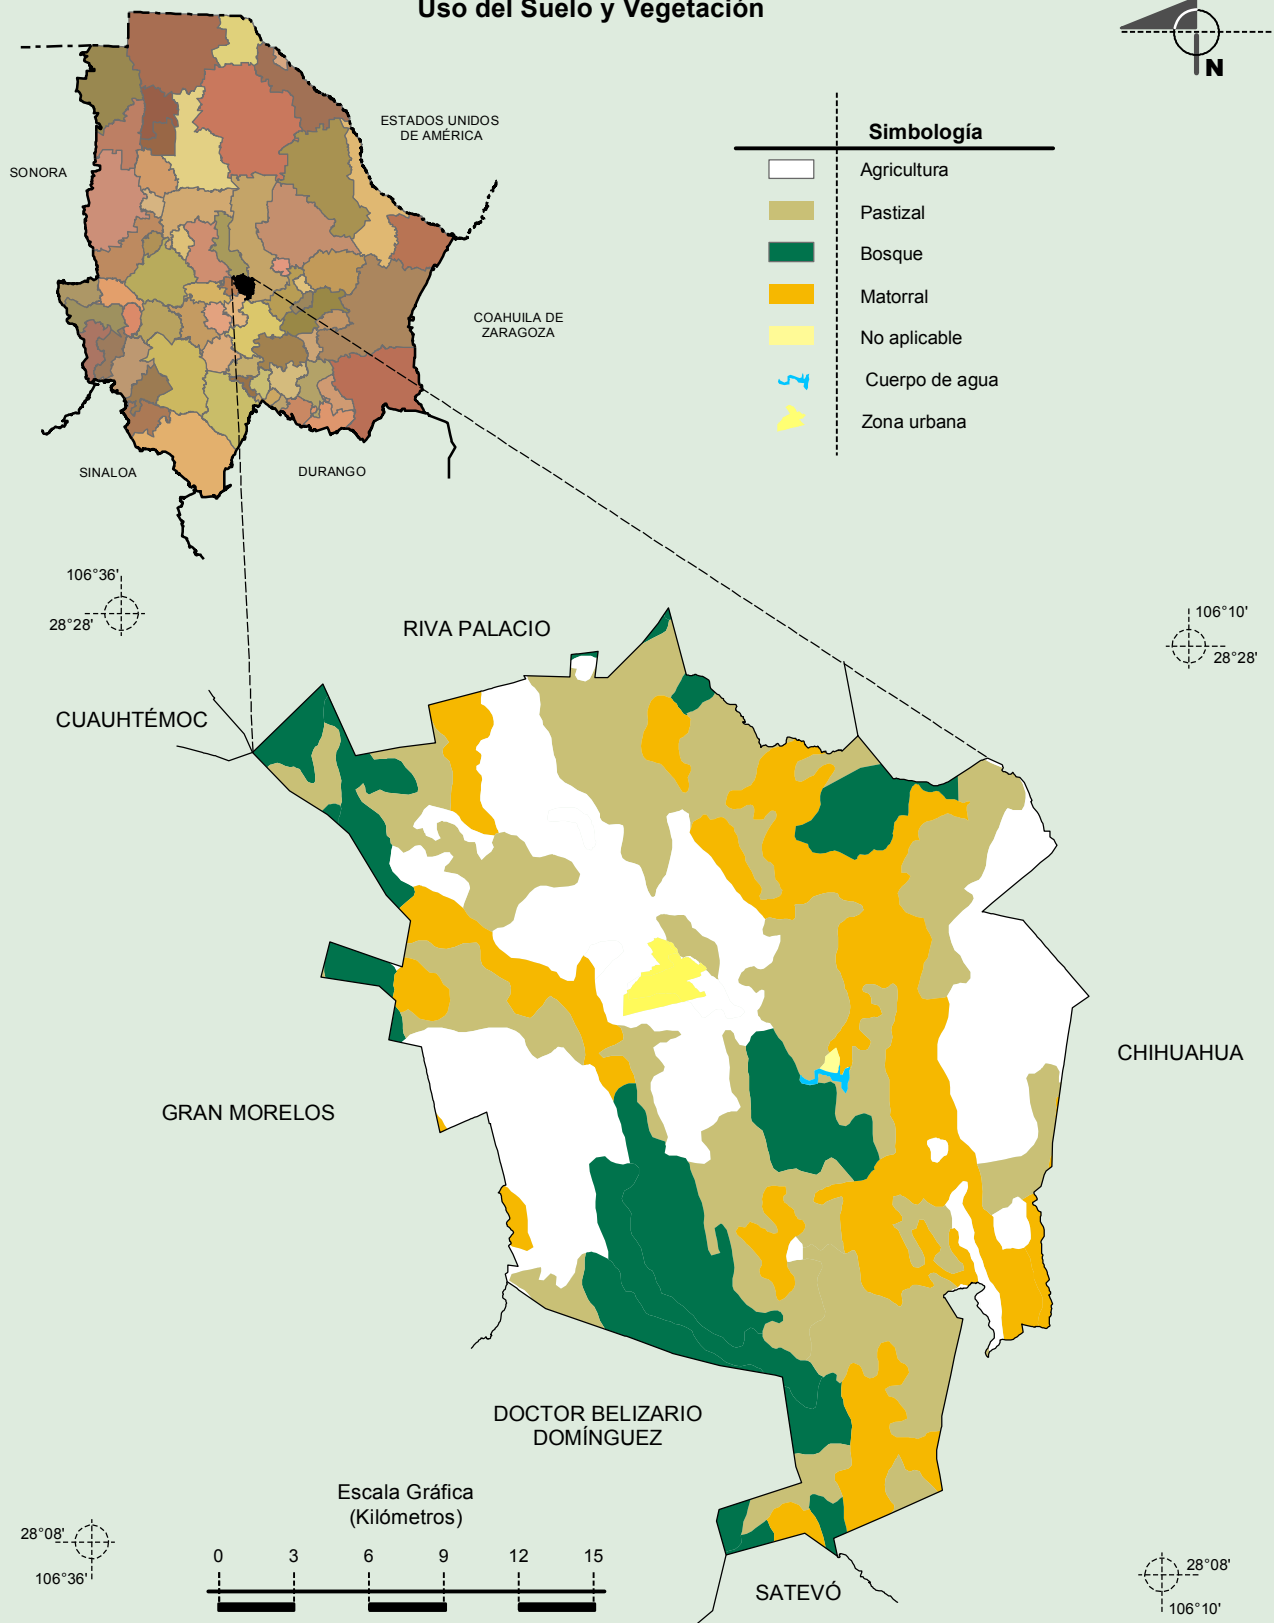 Uso del Suelo y Vegetación
N
ESTADOS UNIDOS
DE AMÉRICA
SONORA
COAHUILA DE
ZARAGOZA
SINALOA
DURANGO
Simbología
Agricultura
Pastizal
Bosque
Matorral
No aplicable
Cuerpo de agua
Zona urbana
106°36'
28°28'
106°10'
28°28'
RIVA PALACIO
CUAUHTÉMOC
CHIHUAHUA
GRAN MORELOS
DOCTOR BELIZARIO
DOMÍNGUEZ
SATEVÓ
Escala Gráfica
(Kilómetros)
0 3 6 9 12 15
28°08'
106°36'
28°08'
106°10'